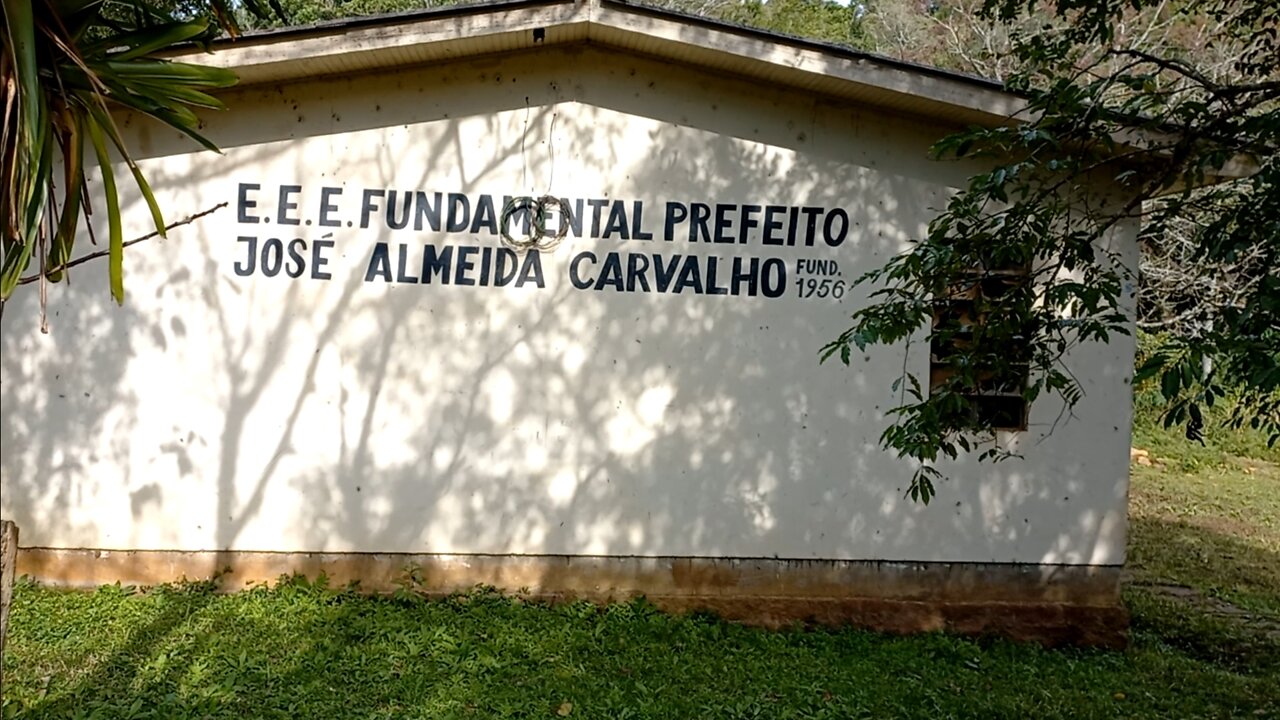 E.E.E. FUNDAMENTAL PREFEITO
JOSÉ ALMEIDA CARVALHO FUND. 1956